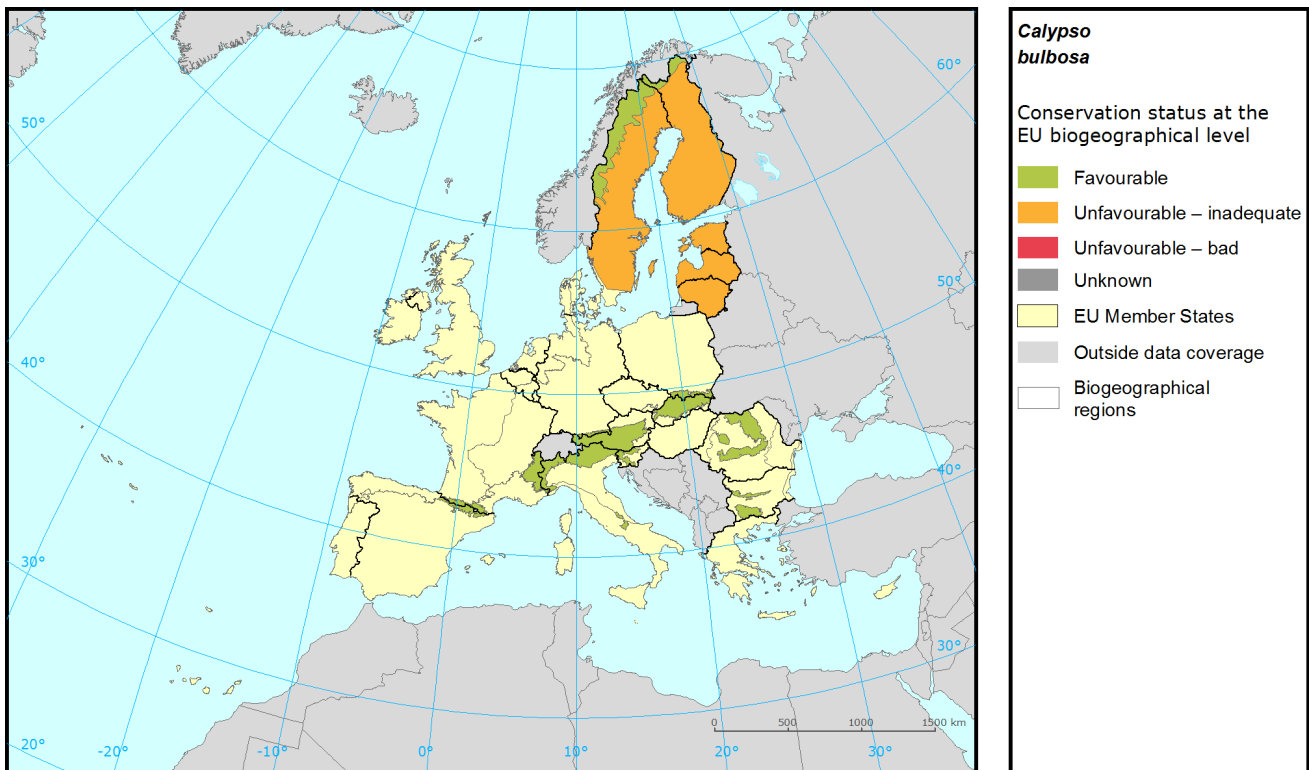 60°
50°
50°
40°
40°
30°
30°
20°
-20°
-10°
0°
10°
20°
30°
0 500 1000 1500 km
Calypso
bulbosa
Conservation status at the
EU biogeographical level
Favourable
Unfavourable – inadequate
Unfavourable – bad
Unknown
EU Member States
Outside data coverage
Biogeographical
regions